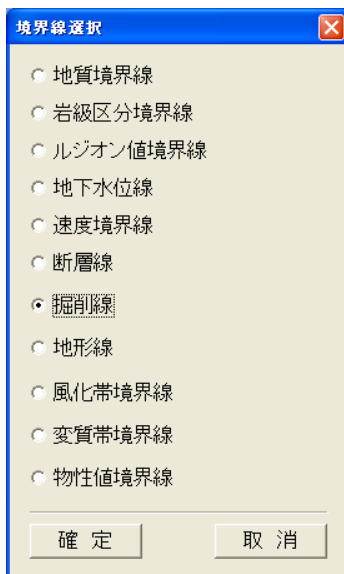 境界線選択
地質境界線
岩級区分境界線
ルジオン値境界線
地下水位線
速度境界線
断層線
掘削線
地形線
風化帯境界線
変質帯境界線
物性値境界線
確 定
取 消